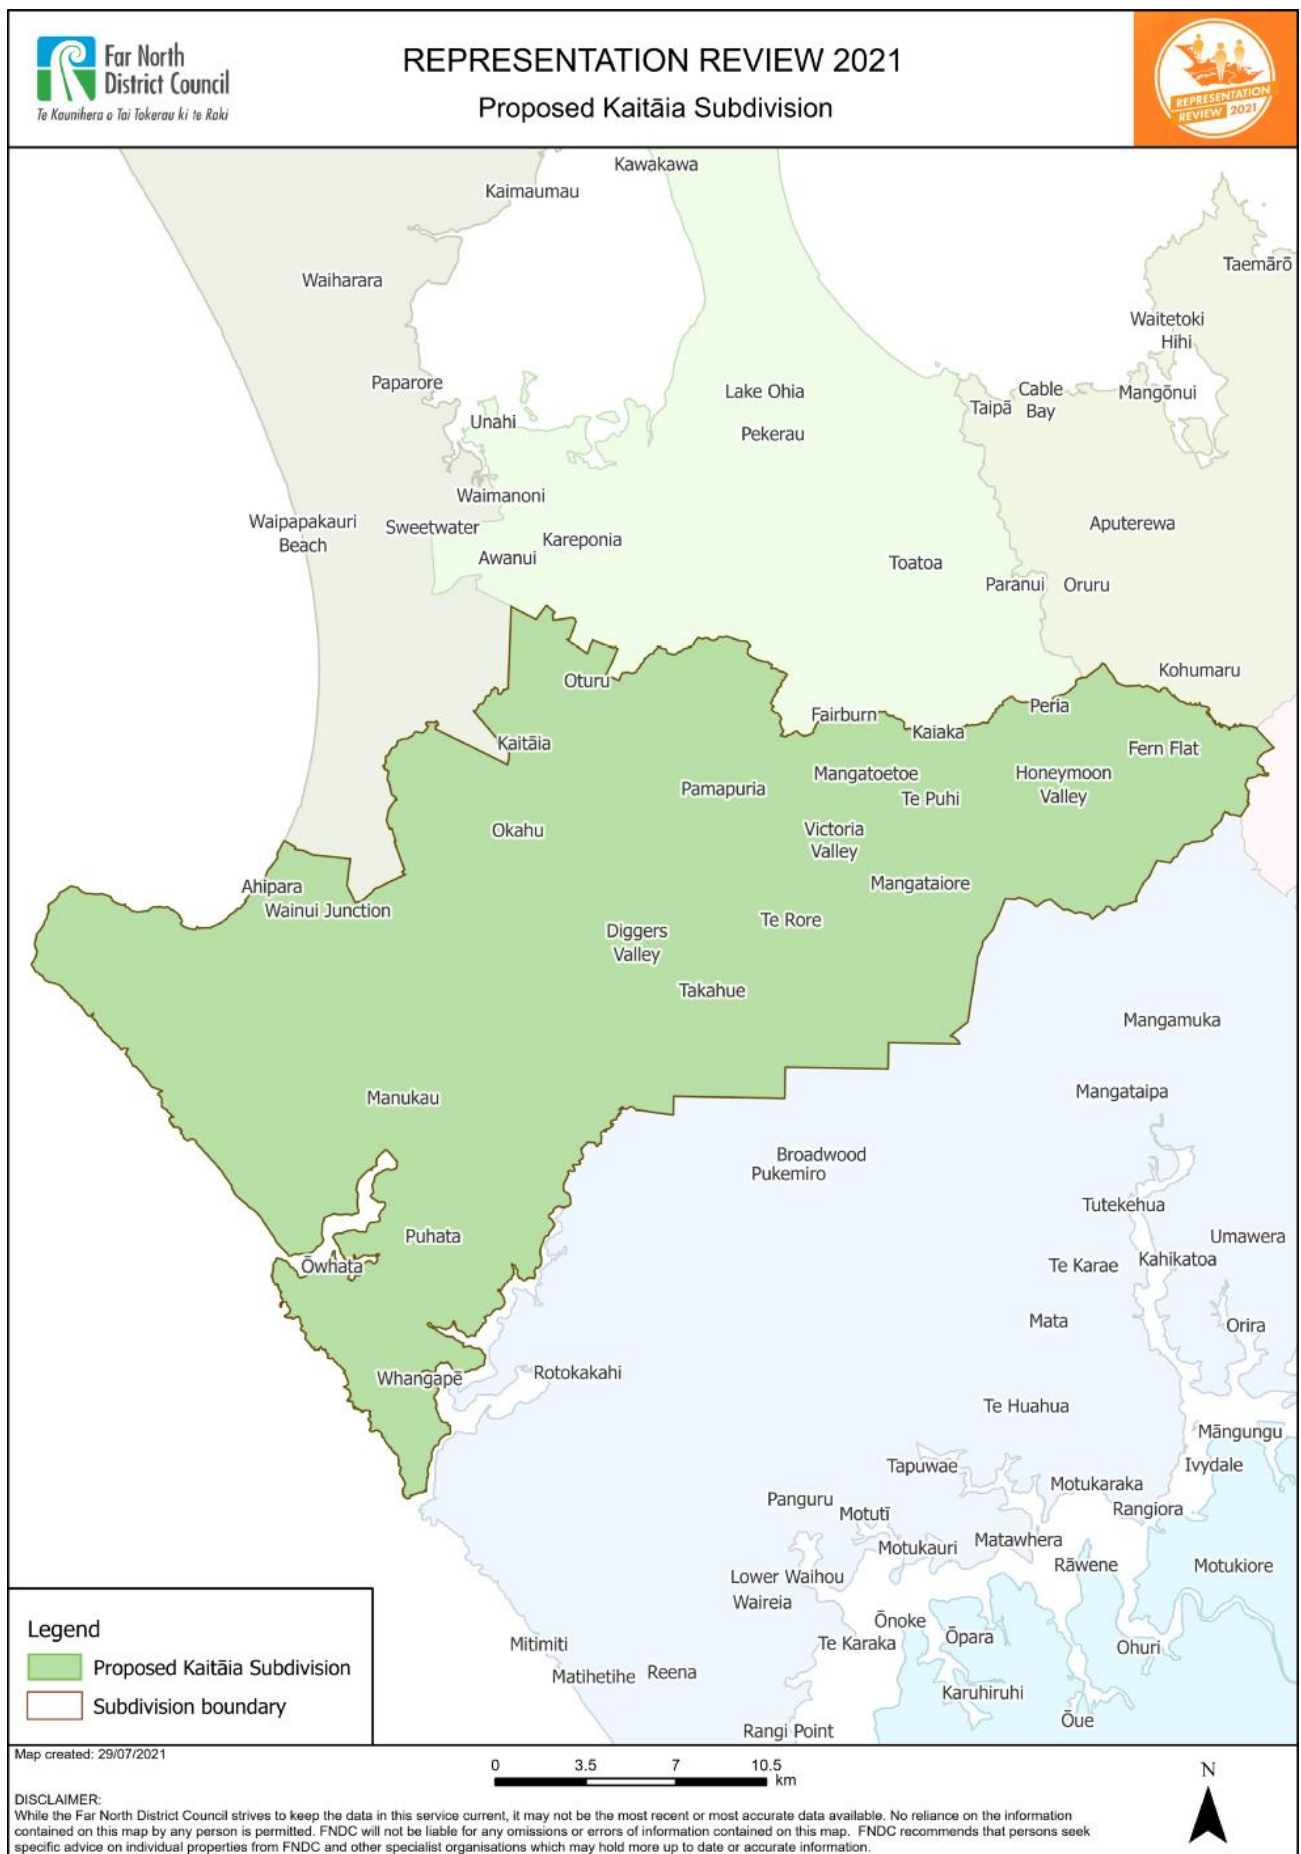 Far North
District Council
Te Kaunihera o Tai Tokerau ki te Raki
REPRESENTATION REVIEW 2021
Proposed Kaitāia Subdivision
REPRESENTATION
REVIEW 2021
Kawakawa
Kaimaumau
Taemārō
Waiharara
Waitetoki
Hihi
Paparore
Lake Ohia
Cable
Bay
Mangōnui
Taipā
Unahi
Pekerau
Waimanoni
Waipapakauri
Beach
Sweetwater
Aputerewa
Kareponia
Awanui
Toatoa
Paranui
Oruru
Kohumaru
Oturu
Peria
Fairburn
Kaiaka
Kaitāia
Fern Flat
Mangatoetoe
Honeymoon
Valley
Pamapuria
Te Puhi
Okahu
Victoria
Valley
Ahipara
Mangataiore
Wainui Junction
Te Rore
Diggers
Valley
Takahue
Mangamuka
Manukau
Mangataipa
Broadwood
Pukemiro
Tutekehua
Puhata
Umawera
Ōwhata
Te Karae
Kahikatoa
Mata
Orira
Whangapē
Rotokakahi
Te Huahua
Māngungu
Tapuwae
Ivydale
Motukaraka
Panguru
Rangiora
Motutī
Matawhera
Motukauri
Rāwene
Motukiore
Lower Waihou
Waireia
Ōnoke
Ōpara
Te Karaka
Ohuri
Mitimiti
Matihetihe
Reena
Karuhiruhi
Ōue
Rangi Point
Legend
Proposed Kaitāia Subdivision
Subdivision boundary
Map created: 29/07/2021
0 3.5 7 10.5
km
N
DISCLAIMER:
While the Far North District Council strives to keep the data in this service current, it may not be the most recent or most accurate data available. No reliance on the information
contained on this map by any person is permitted. FNDC will not be liable for any omissions or errors of information contained on this map. FNDC recommends that persons seek
specific advice on individual properties from FNDC and other specialist organisations which may hold more up to date or accurate information.